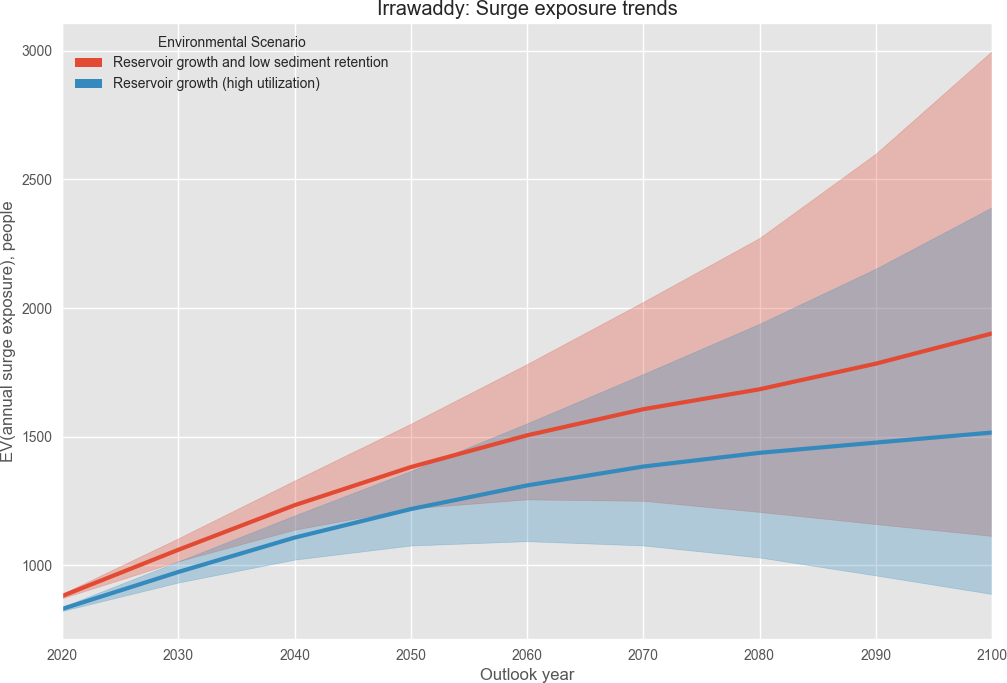 Irrawaddy: Surge exposure trends
Environmental Scenario
Reservoir growth and low sediment retention
Reservoir growth (high utilization)
EV(annual surge exposure), people
3000
2500
2000
1500
1000
2020 2030 2040 2050 2060 2070 2080 2090 2100
Outlook year